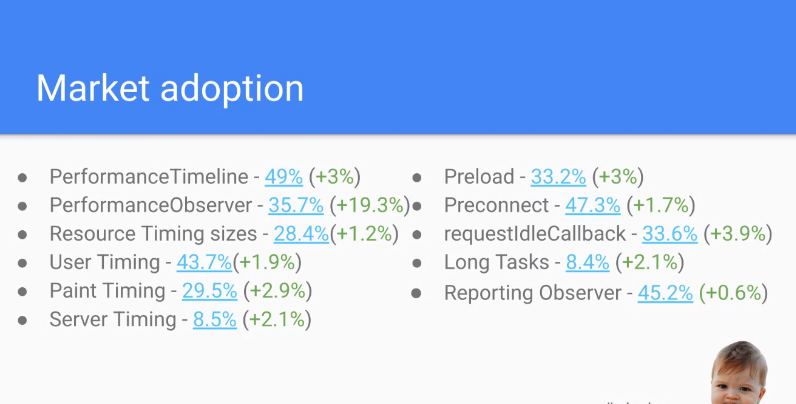 Market adoption
● PerformanceTimeline - 49% (+3%)
● PerformanceObserver - 35.7% (+19.3%)
● Resource Timing sizes - 28.4%(+1.2%)
● User Timing - 43.7%(+1.9%)
● Paint Timing - 29.5% (+2.9%)
● Server Timing - 8.5% (+2.1%)
● Preload - 33.2% (+3%)
● Preconnect - 47.3% (+1.7%)
● requestIdleCallback - 33.6% (+3.9%)
● Long Tasks - 8.4% (+2.1%)
● Reporting Observer - 45.2% (+0.6%)